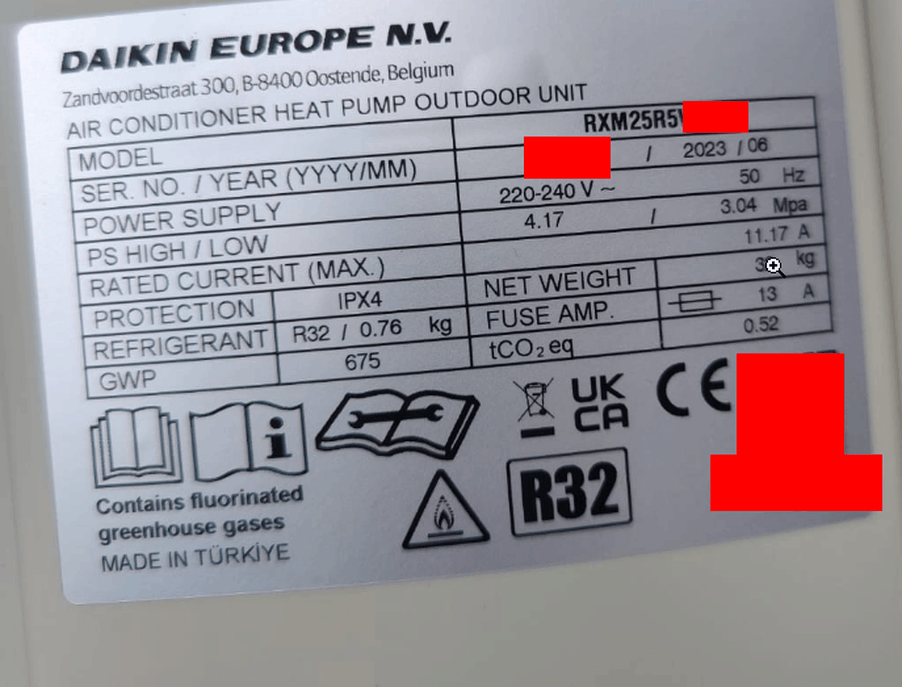 DAIKIN EUROPE N.V.
Zandvoordestraat 300, B-8400 Oostende, Belgium
AIR CONDITIONER HEAT PUMP OUTDOOR UNIT
MODEL RXM25R5
SER. NO. / YEAR (YYYY/MM) / 2023 / 06
POWER SUPPLY 220-240 V ~ 50 Hz
PS HIGH / LOW 4.17 / 3.04 Mpa
RATED CURRENT (MAX.) 11.17 A
PROTECTION IPX4 NET WEIGHT kg
REFRIGERANT R32 / 0.76 kg FUSE AMP. 13 A
GWP 675 tCO₂eq 0.52
UK
CA
CE
i
R32
Contains fluorinated
greenhouse gases
MADE IN TÜRKİYE